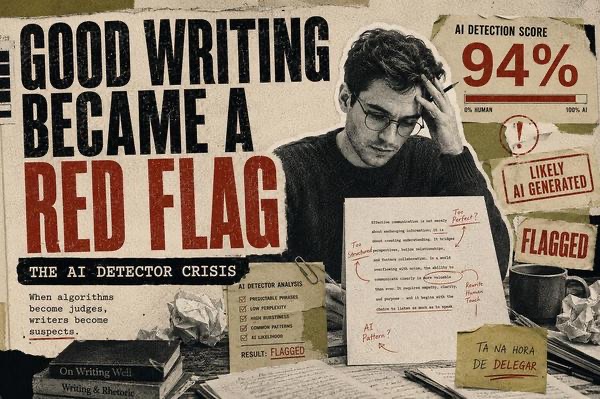 GOOD WRITING
BECAME A
RED FLAG
THE AI DETECTOR CRISIS
When algorithms
become judges,
writers become
suspects.
AI DETECTION SCORE
94%
0% HUMAN
100% AI
!
LIKELY
AI GENERATED
FLAGGED
Too
Perfect?
Too
Structured
Effective communication is not merely
about exchanging information; it is
about creating understanding. It bridges
perspectives, builds relationships,
and fosters collaboration. In a world
overflowing with noise, the ability to
communicate clearly is more valuable
than ever. It requires empathy, clarity,
and purpose - and it begins with the
choice to listen as much as to speak.
Rewrite
Human
Touch
AI
Pattern?
AI DETECTOR ANALYSIS
PREDICTABLE PHRASES
LOW PERPLEXITY
HIGH BURSTINESS
COMMON PATTERNS
AI LIKELIHOOD
RESULT: FLAGGED
On Writing Well
Writing & Rhetoric
TA NA HORA
DE DELEGAR